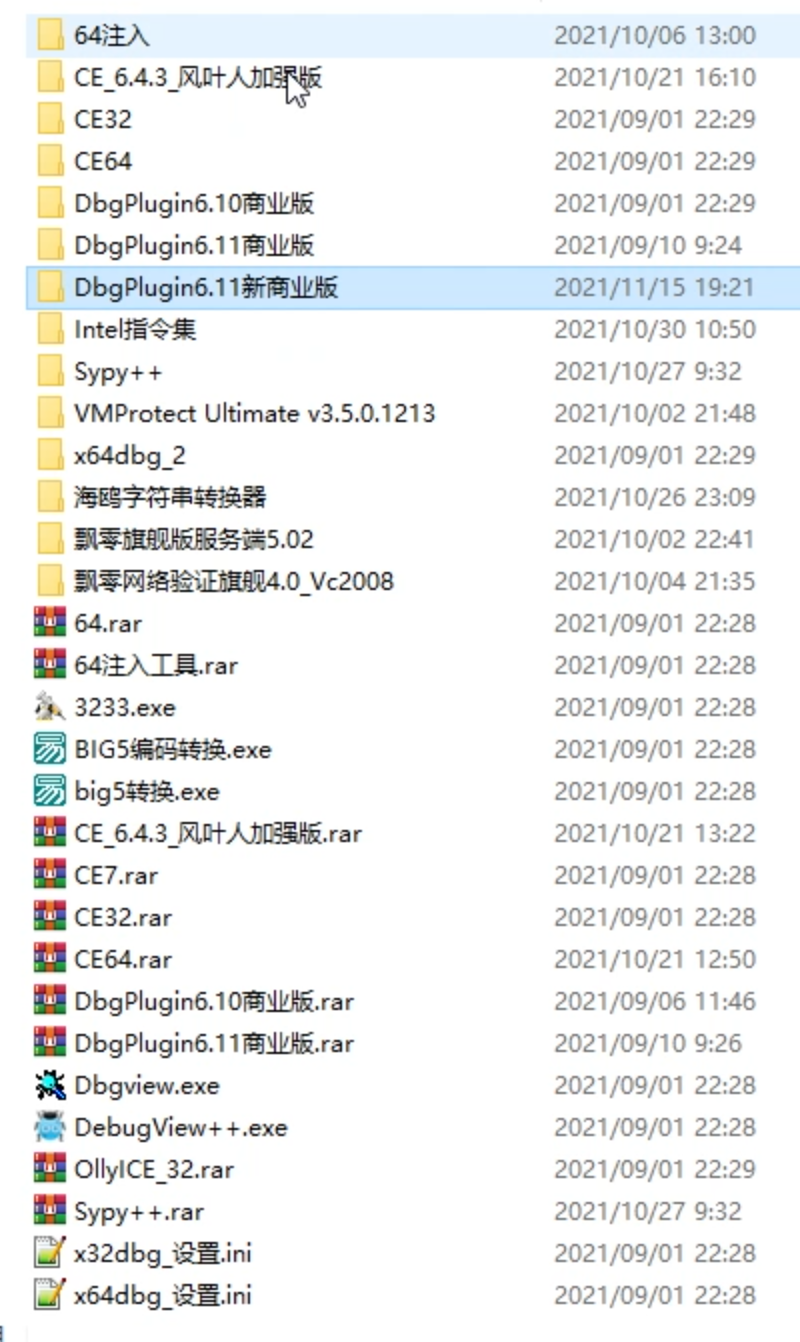 64注入 2021/10/06 13:00
CE_6.4.3_风叶人加强版 2021/10/21 16:10
CE32 2021/09/01 22:29
CE64 2021/09/01 22:29
DbgPlugin6.10商业版 2021/09/01 22:29
DbgPlugin6.11商业版 2021/09/10 9:24
DbgPlugin6.11新商业版 2021/11/15 19:21
Intel指令集 2021/10/30 10:50
Sypy++ 2021/10/27 9:32
VMProtect Ultimate v3.5.0.1213 2021/10/02 21:48
x64dbg_2 2021/09/01 22:29
海鸥字符串转换器 2021/10/26 23:09
飘零旗舰版服务端5.02 2021/10/02 22:41
飘零网络验证旗舰4.0_Vc2008 2021/10/04 21:35
64.rar 2021/09/01 22:28
64注入工具.rar 2021/09/01 22:28
3233.exe 2021/09/01 22:28
BIG5编码转换.exe 2021/09/01 22:28
big5转换.exe 2021/09/01 22:28
CE_6.4.3_风叶人加强版.rar 2021/10/21 13:22
CE7.rar 2021/09/01 22:28
CE32.rar 2021/09/01 22:28
CE64.rar 2021/10/21 12:50
DbgPlugin6.10商业版.rar 2021/09/06 11:46
DbgPlugin6.11商业版.rar 2021/09/10 9:26
Dbgview.exe 2021/09/01 22:28
DebugView++.exe 2021/09/01 22:28
OllyICE_32.rar 2021/09/01 22:29
Sypy++.rar 2021/10/27 9:32
x32dbg_设置.ini 2021/09/01 22:28
x64dbg_设置.ini 2021/09/01 22:28